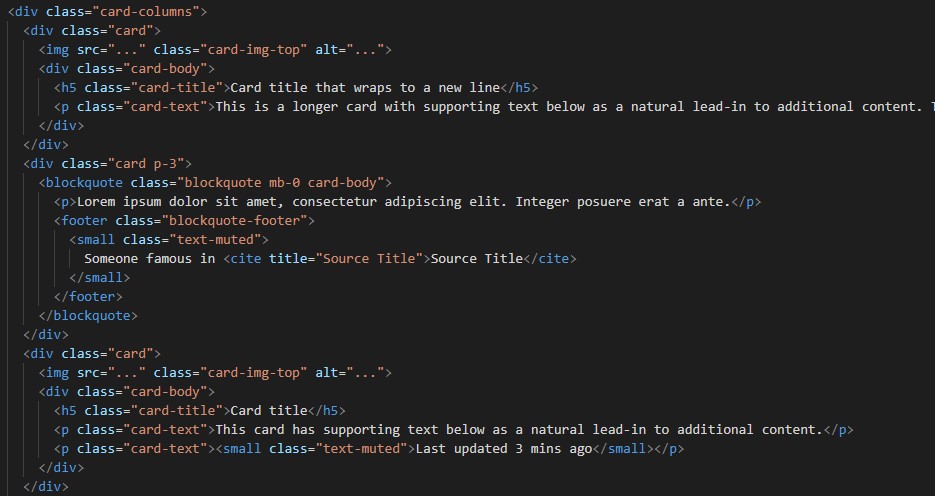 <div class="card-columns">
<div class="card">
<img src="..." class="card-img-top" alt="...">
<div class="card-body">
<h5 class="card-title">Card title that wraps to a new line</h5>
<p class="card-text">This is a longer card with supporting text below as a natural lead-in to additional content.
</div>
</div>
<div class="card p-3">
<blockquote class="blockquote mb-0 card-body">
<p>Lorem ipsum dolor sit amet, consectetur adipiscing elit. Integer posuere erat a ante.</p>
<footer class="blockquote-footer">
<small class="text-muted">
Someone famous in <cite title="Source Title">Source Title</cite>
</small>
</footer>
</blockquote>
</div>
<div class="card">
<img src="..." class="card-img-top" alt="...">
<div class="card-body">
<h5 class="card-title">Card title</h5>
<p class="card-text">This card has supporting text below as a natural lead-in to additional content.</p>
<p class="card-text"><small class="text-muted">Last updated 3 mins ago</small></p>
</div>
</div>